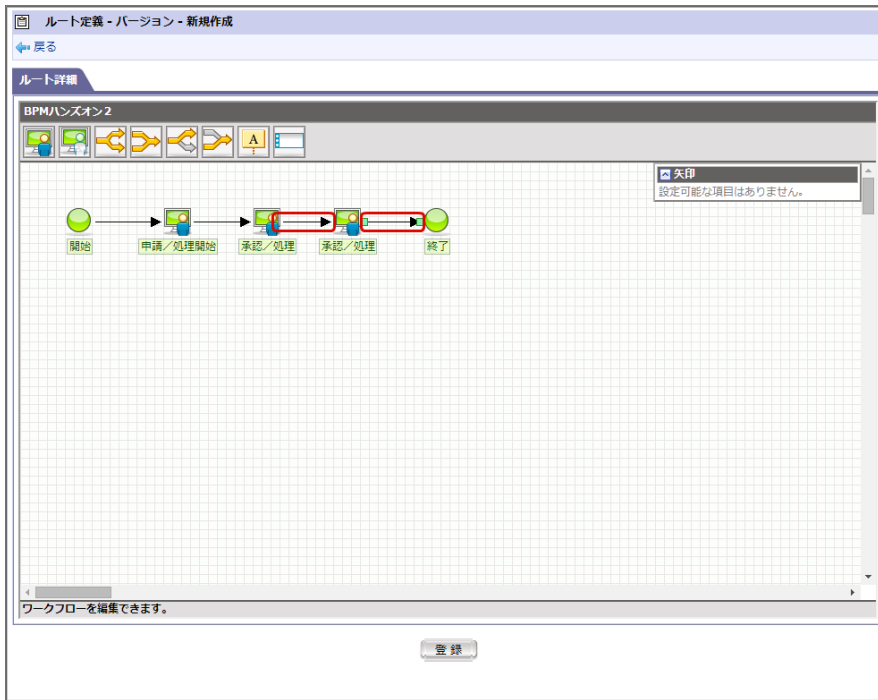 ルート定義 - バージョン - 新規作成
戻る
ルート詳細
BPMハンズオン2
A
矢印
設定可能な項目はありません。
開始
申請／処理開始
承認／処理
承認／処理
終了
ワークフローを編集できます。
登録